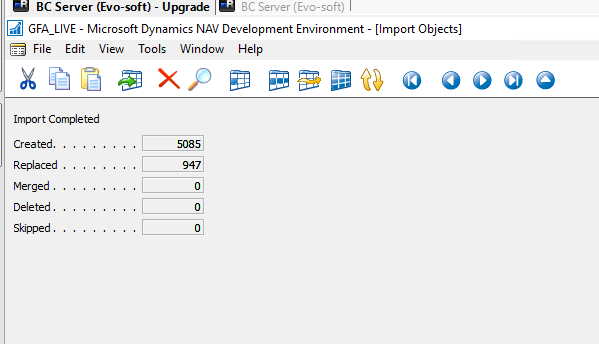 BC Server (Evo-soft) - Upgrade BC Server (Evo-soft)
GFA_LIVE - Microsoft Dynamics NAV Development Environment - [Import Objects]
File Edit View Tools Window Help
Import Completed
Created. . . . . . . . . 5085
Replaced . . . . . . . . 947
Merged . . . . . . . . . 0
Deleted . . . . . . . . . 0
Skipped. . . . . . . . . 0